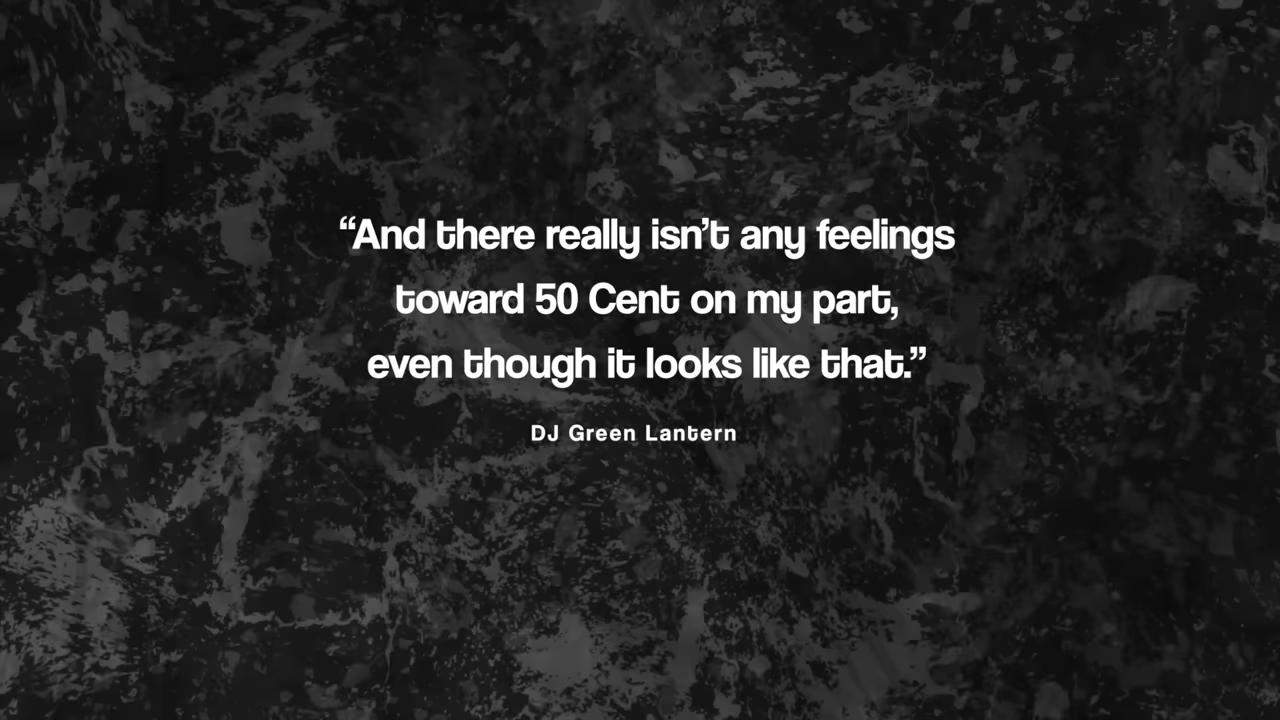 “And there really isn’t any feelings
toward 50 Cent on my part,
even though it looks like that.”
DJ Green Lantern